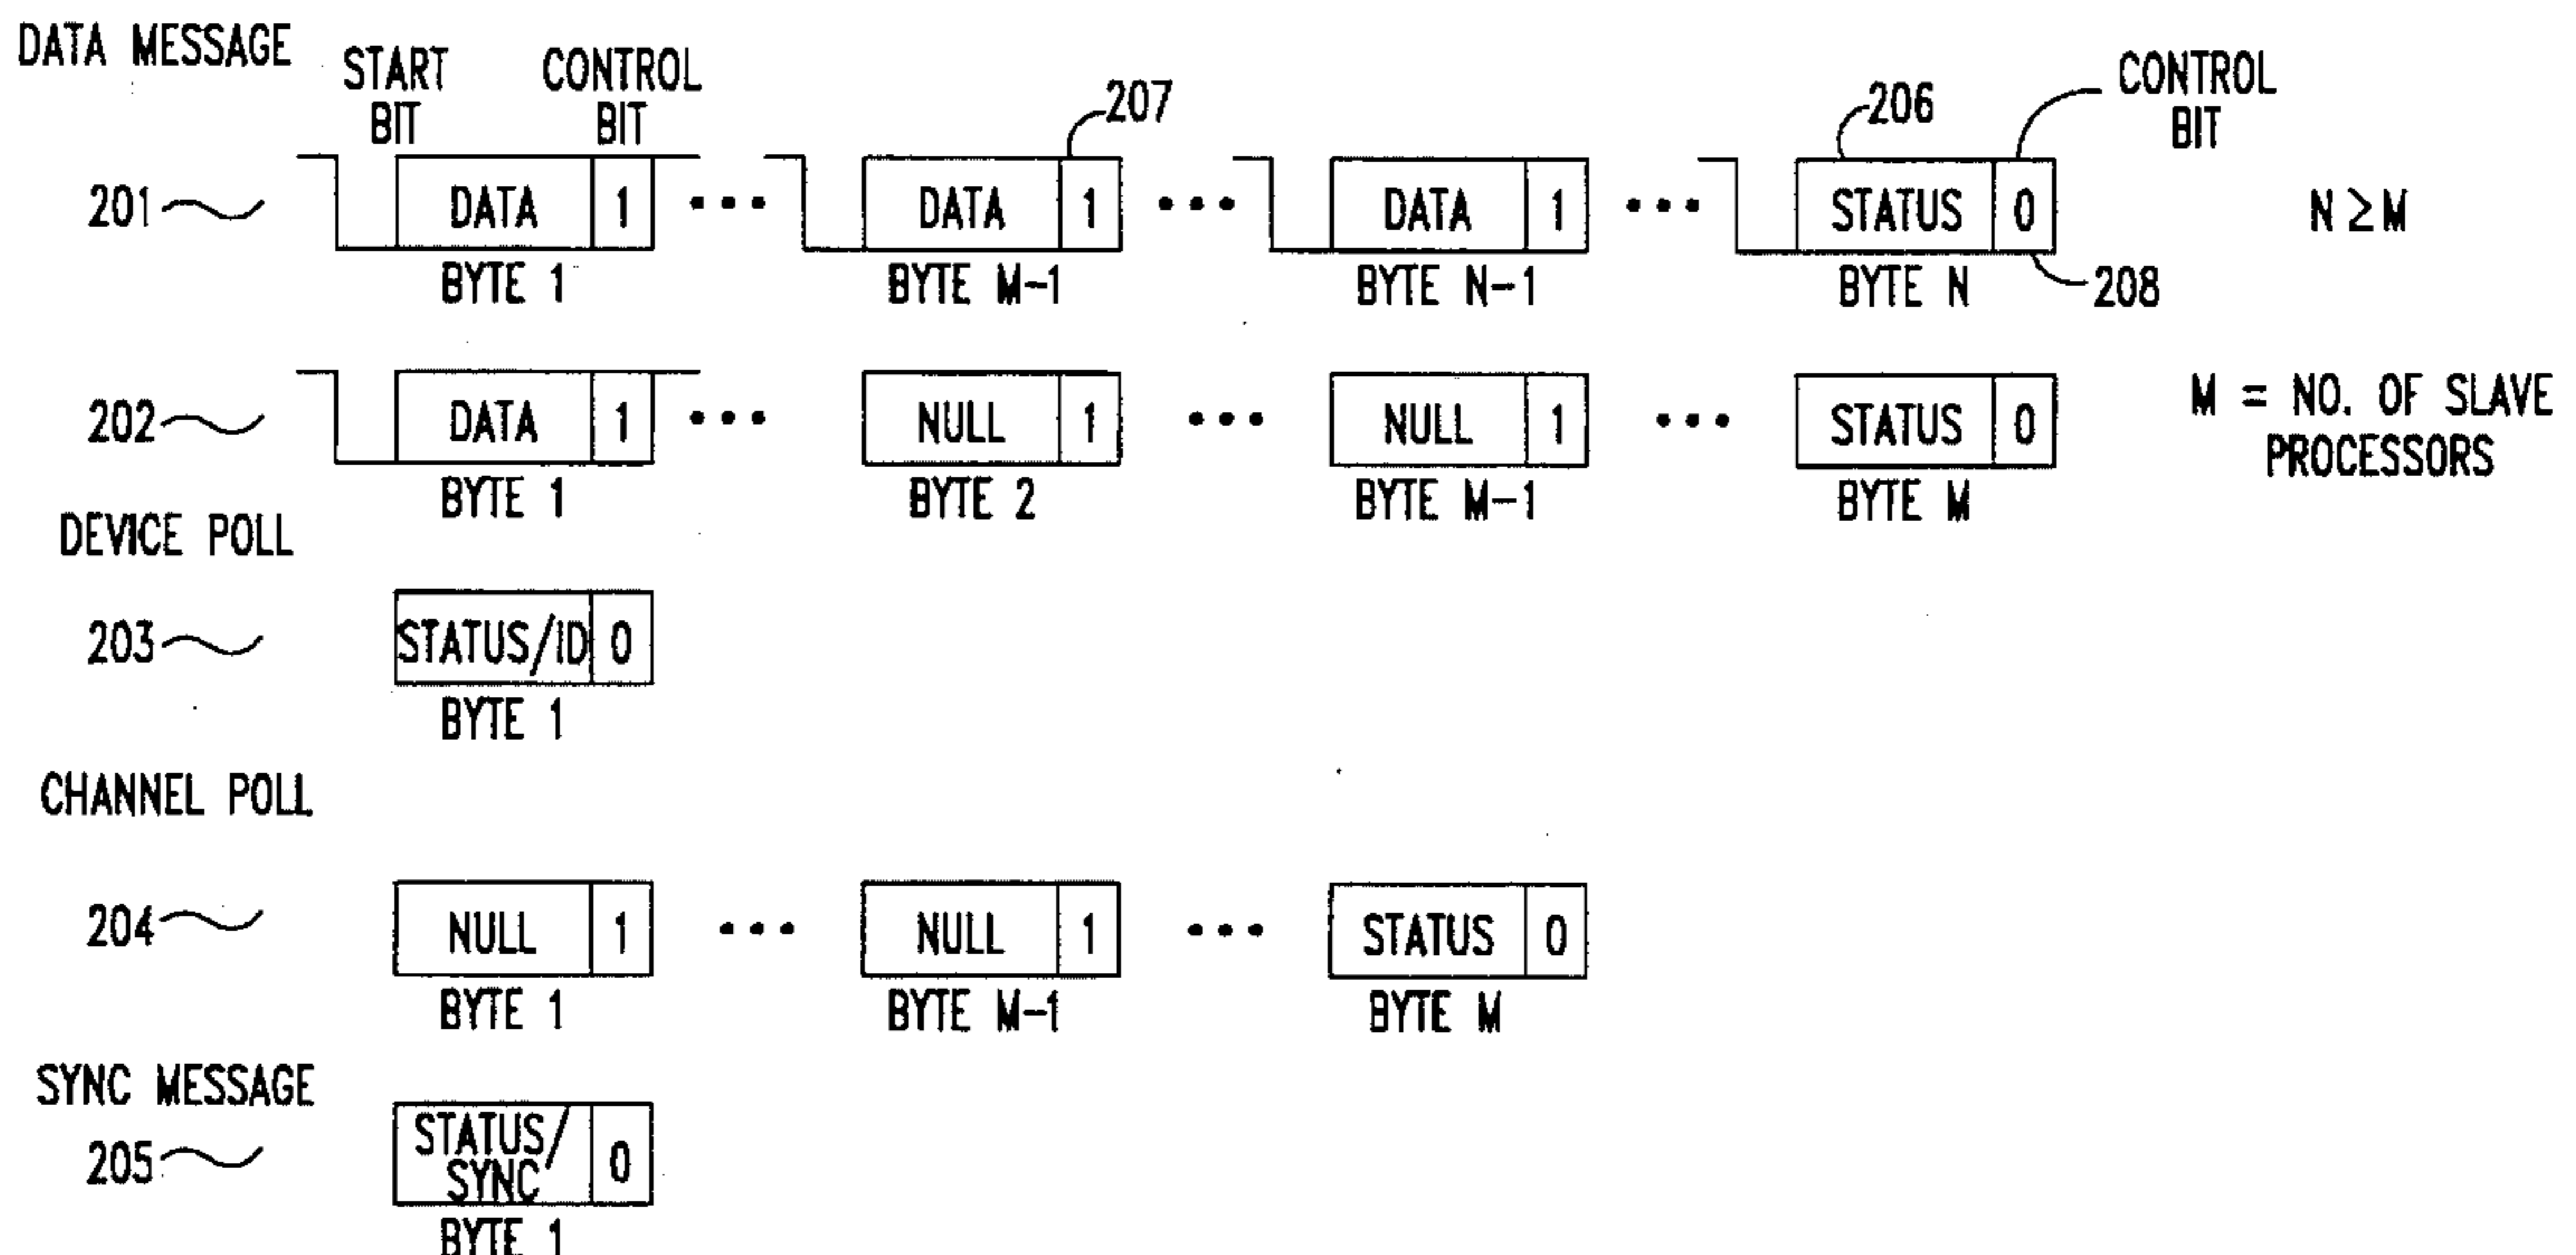 DATA MESSAGE
START BIT
CONTROL BIT
207
206
CONTROL BIT
201
DATA 1 ••• DATA 1 ••• DATA 1 ••• STATUS 0
N ≥ M
BYTE 1 BYTE M-1 BYTE N-1 BYTE N
208
202
DATA 1 ••• NULL 1 ••• NULL 1 ••• STATUS 0
M = NO. OF SLAVE
PROCESSORS
BYTE 1 BYTE 2 BYTE M-1 BYTE M
DEVICE POLL
203
STATUS/ID 0
BYTE 1
CHANNEL POLL
204
NULL 1 ••• NULL 1 ••• STATUS 0
BYTE 1 BYTE M-1 BYTE M
SYNC MESSAGE
205
STATUS/
SYNC 0
BYTE 1